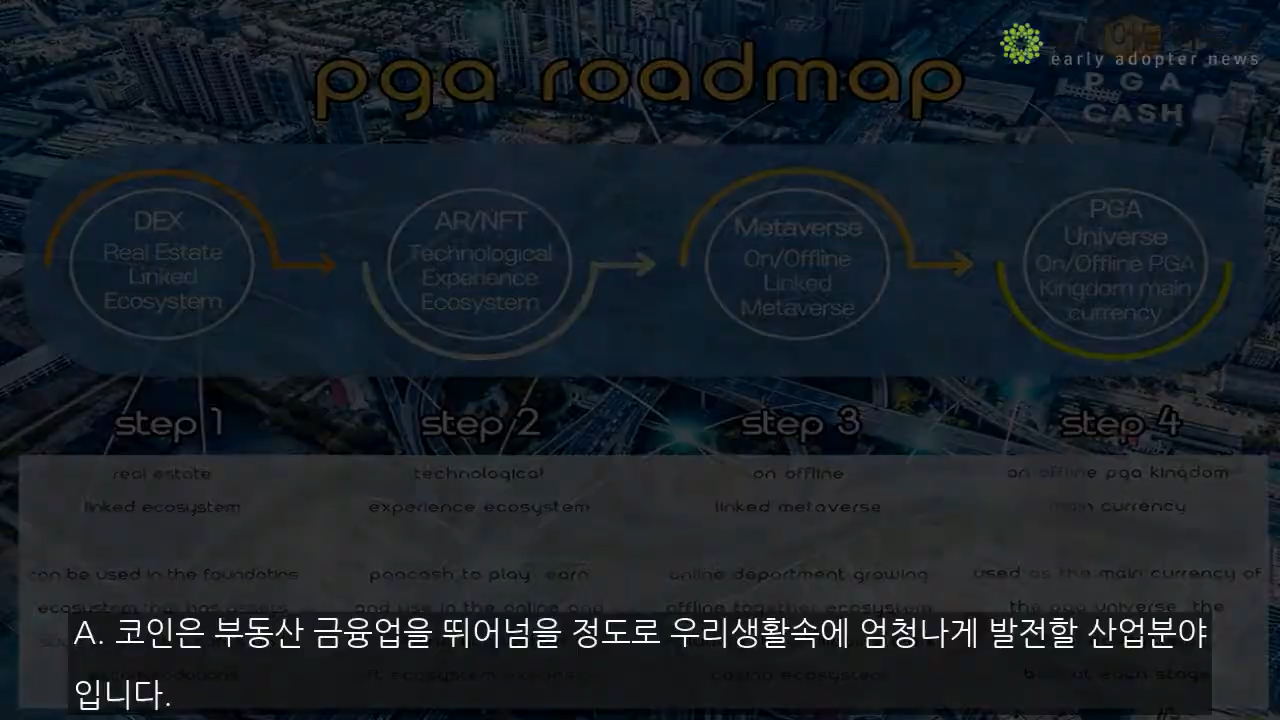 early adopter news
pga roadmap
PGA
CASH
DEX
Real Estate
Linked
Ecosystem
AR/NFT
Technological
Experience
Ecosystem
Metaverse
On/Offline
Linked
Metaverse
PGA
Universe
On/Offline PGA
Kingdom main
currency
step 1
step 2
step 3
step 4
real estate
linked ecosystem
technological
experience ecosystem
on offline
linked metaverse
on offline pga kingdom
main currency
can be used in the foundatins
ecosystem that has assets
to play earn
and use in the online and
online department growing
offline together ecosystem
used as the main currency of
the pga universe the
A. 코인은 부동산 금융업을 뛰어넘을 정도로 우리생활속에 엄청나게 발전할 산업분야
입니다.